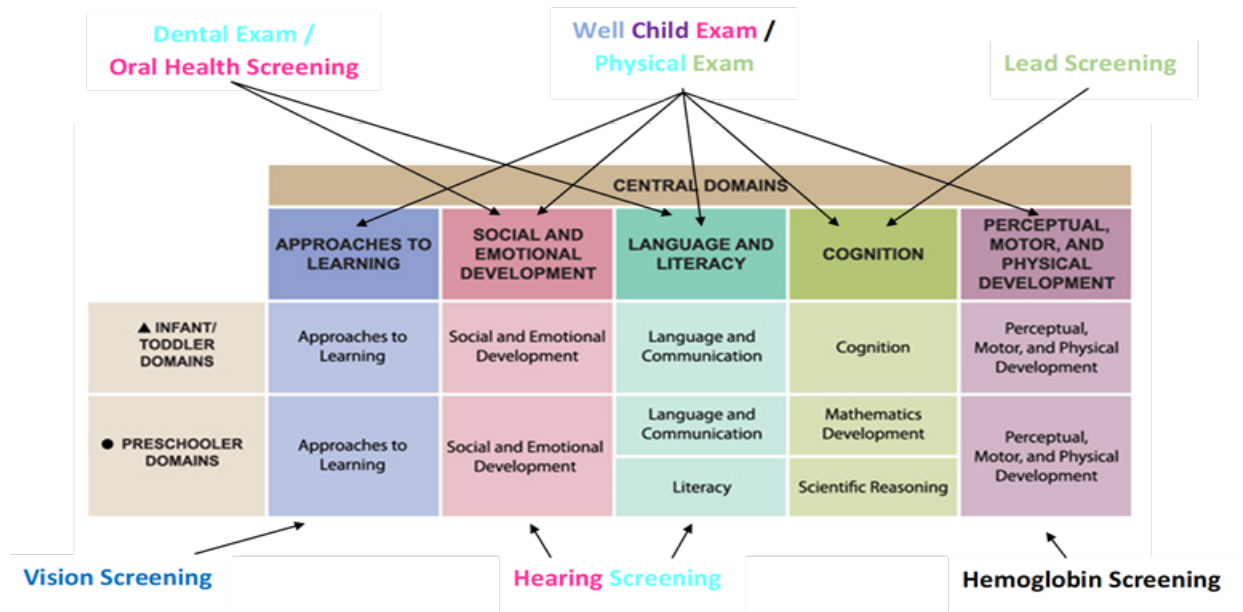 Dental Exam /
Oral Health Screening
Well Child Exam /
Physical Exam
Lead Screening
CENTRAL DOMAINS
APPROACHES TO
LEARNING
SOCIAL AND
EMOTIONAL
DEVELOPMENT
LANGUAGE AND
LITERACY
COGNITION
PERCEPTUAL,
MOTOR, AND
PHYSICAL
DEVELOPMENT
▲ INFANT/
TODDLER
DOMAINS
Approaches to
Learning
Social and Emotional
Development
Language and
Communication
Cognition
Perceptual,
Motor, and Physical
Development
● PRESCHOOLER
DOMAINS
Approaches to
Learning
Social and Emotional
Development
Language and
Communication
Literacy
Mathematics
Development
Scientific Reasoning
Perceptual,
Motor, and Physical
Development
Vision Screening
Hearing Screening
Hemoglobin Screening